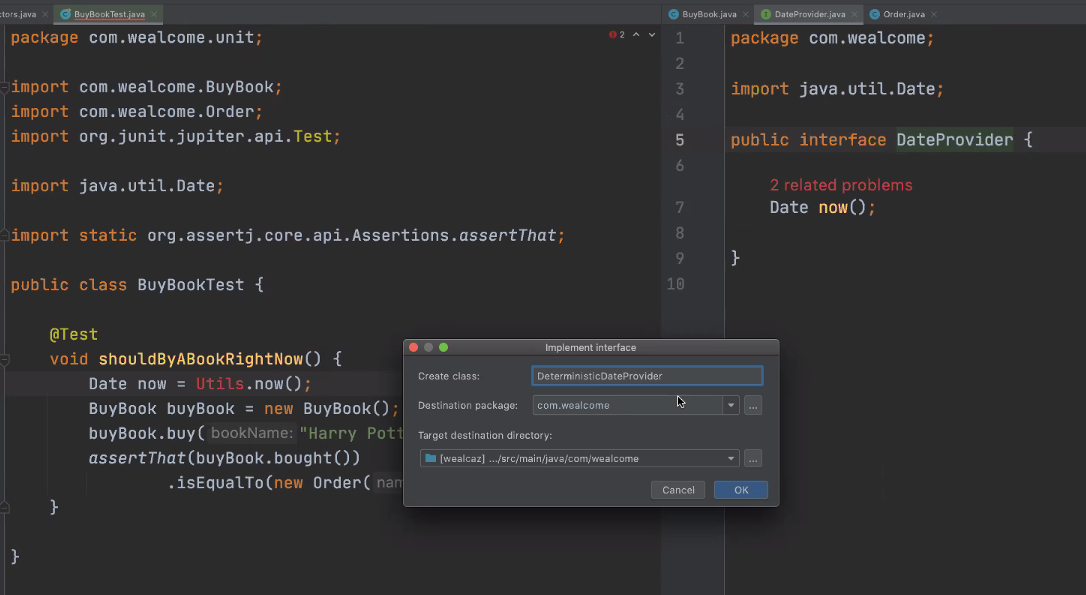 ctors.java
BuyBookTest.java
BuyBook.java
DateProvider.java
Order.java
package com.wealcome.unit;
2
import com.wealcome.BuyBook;
import com.wealcome.Order;
import org.junit.jupiter.api.Test;
import java.util.Date;
import static org.assertj.core.api.Assertions.assertThat;
public class BuyBookTest {
@Test
void shouldByABookRightNow() {
Date now = Utils.now();
BuyBook buyBook = new BuyBook();
buyBook.buy( bookName: "Harry Pott
assertThat(buyBook.bought())
.isEqualTo(new Order( nam
}
}
1 package com.wealcome;
2
3 import java.util.Date;
4
5 public interface DateProvider {
6
2 related problems
7 Date now();
8
9 }
10
Implement interface
Create class: DeterministicDateProvider
Destination package: com.wealcome ...
Target destination directory:
[wealcaz] .../src/main/java/com/wealcome ...
Cancel OK